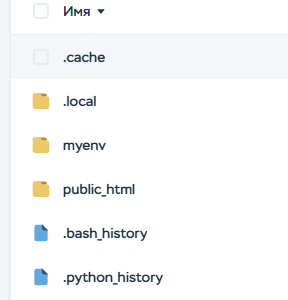 Имя
.cache
.local
myenv
public_html
.bash_history
.python_history